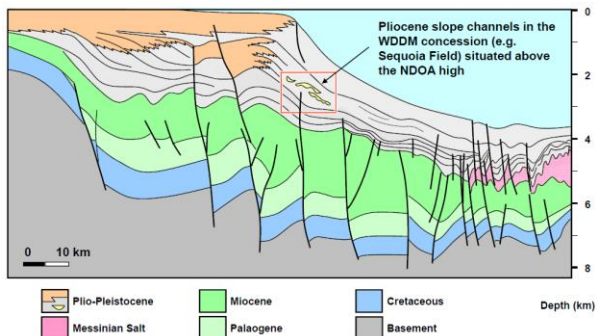 0
Pliocene slope channels in the
WDDM concession (e.g.
Sequoia Field) situated above
the NDOA high
2
4
6
8
0 10 km
Plio-Pleistocene
Miocene
Cretaceous
Depth (km)
Messinian Salt
Palaogene
Basement